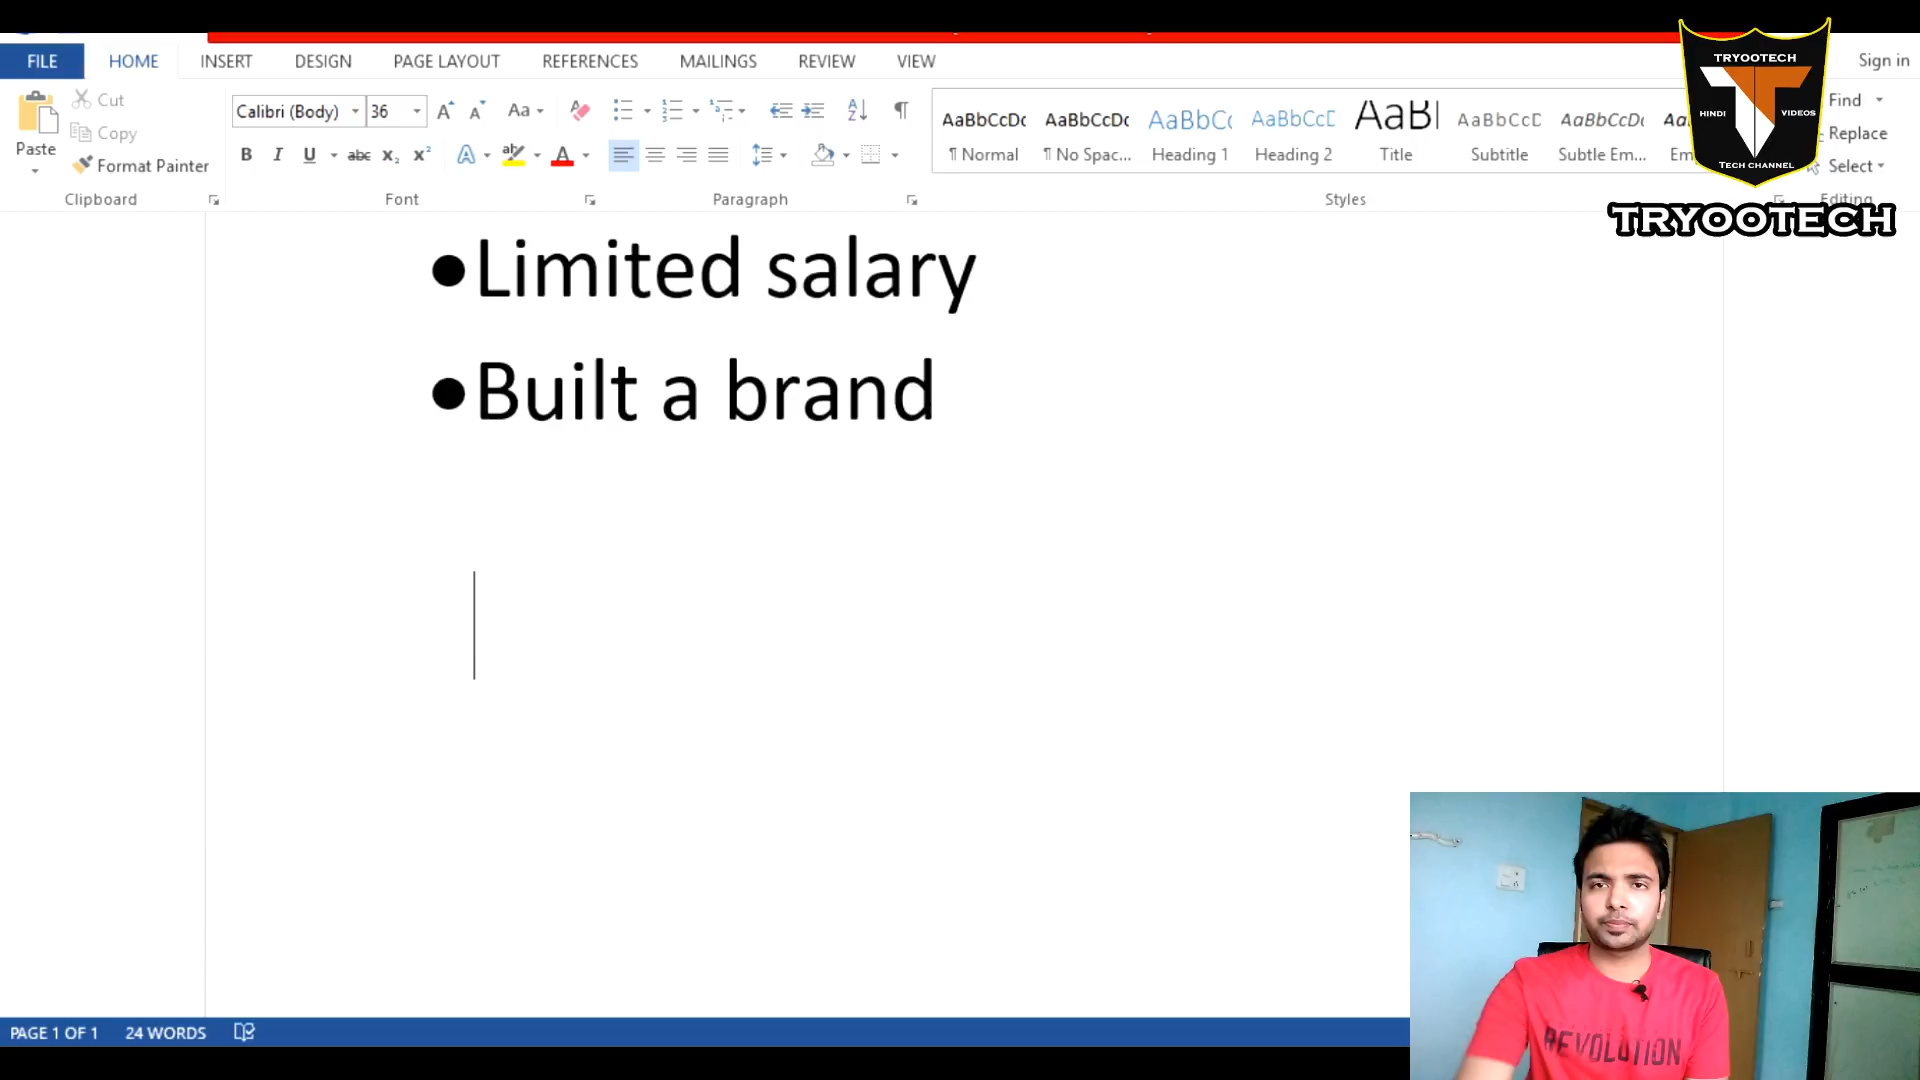 FILE HOME INSERT DESIGN PAGE LAYOUT REFERENCES MAILINGS REVIEW VIEW Sign in
TRYOOTECH
HINDI VIDEOS
TECH CHANNEL
TRYOOTECH
Paste
Cut
Copy
Format Painter
Clipboard
Calibri (Body) 36
Font
Paragraph
AaBbCcDc AaBbCcDc AaBbCc AaBbCcD AaBl AaBbCcD AaBbCcDc
¶ Normal ¶ No Spac... Heading 1 Heading 2 Title Subtitle Subtle Em...
Styles
Find
Replace
Select
Editing
•Limited salary
•Built a brand
PAGE 1 OF 1 24 WORDS
REVOLUTION